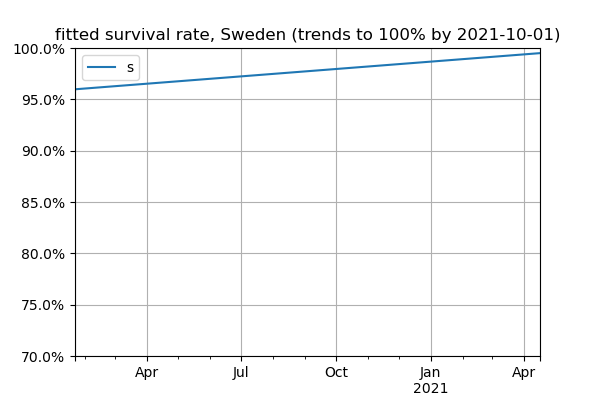 fitted survival rate, Sweden (trends to 100% by 2021-10-01)
100.0%
s
95.0%
90.0%
85.0%
80.0%
75.0%
70.0%
Apr Jul Oct Jan Apr
2021